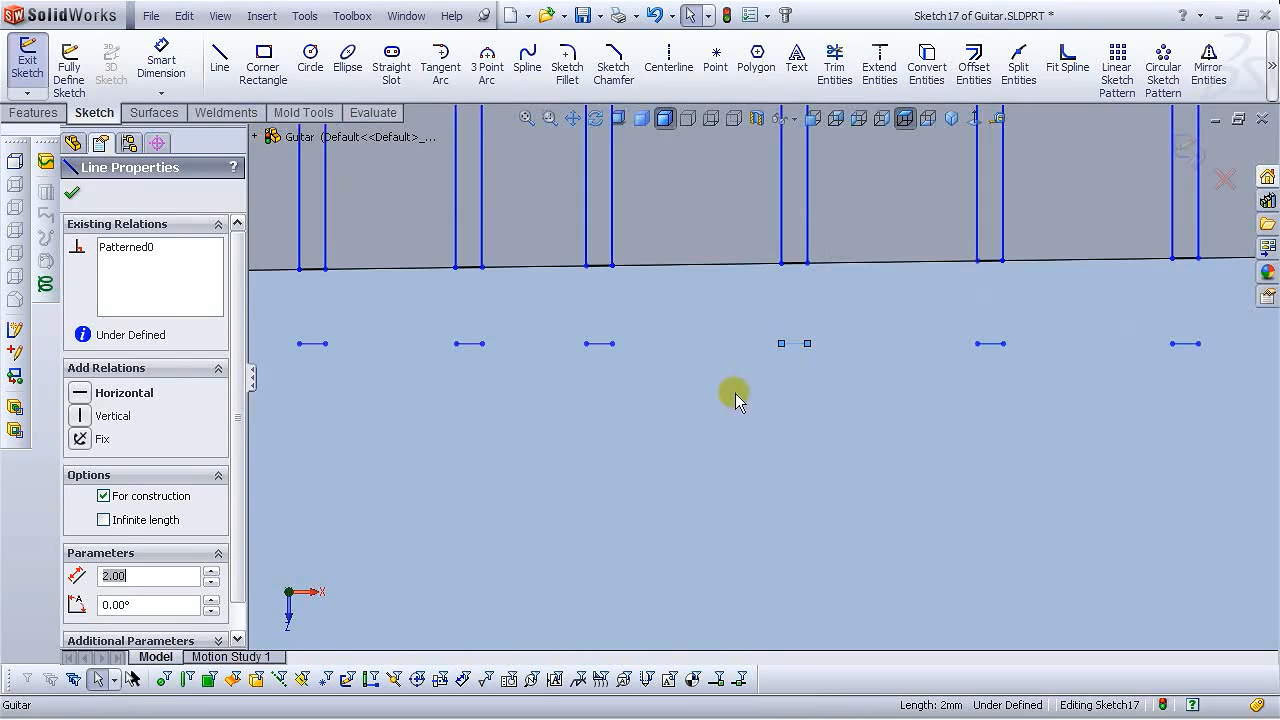 SolidWorks
File Edit View Insert Tools Toolbox Window Help
Sketch17 of Guitar.SLDPRT *
Exit Sketch
Fully Define Sketch
3D Sketch
Smart Dimension
Line
Corner Rectangle
Circle
Ellipse
Straight Slot
Tangent Arc
3 Point Arc
Spline
Sketch Fillet
Sketch Chamfer
Centerline
Point
Polygon
Text
Trim Entities
Extend Entities
Convert Entities
Offset Entities
Split Entities
Fit Spline
Linear Sketch Pattern
Circular Sketch Pattern
Mirror Entities
Features Sketch Surfaces Weldments Mold Tools Evaluate
Guitar (Default<<Default>_...
Line Properties ?
Existing Relations
Patterned0
Under Defined
Add Relations
Horizontal
Vertical
Fix
Options
For construction
Infinite length
Parameters
2.00
0.00°
Additional Parameters
X
Z
Model Motion Study 1
Guitar
Length: 2mm Under Defined Editing Sketch17